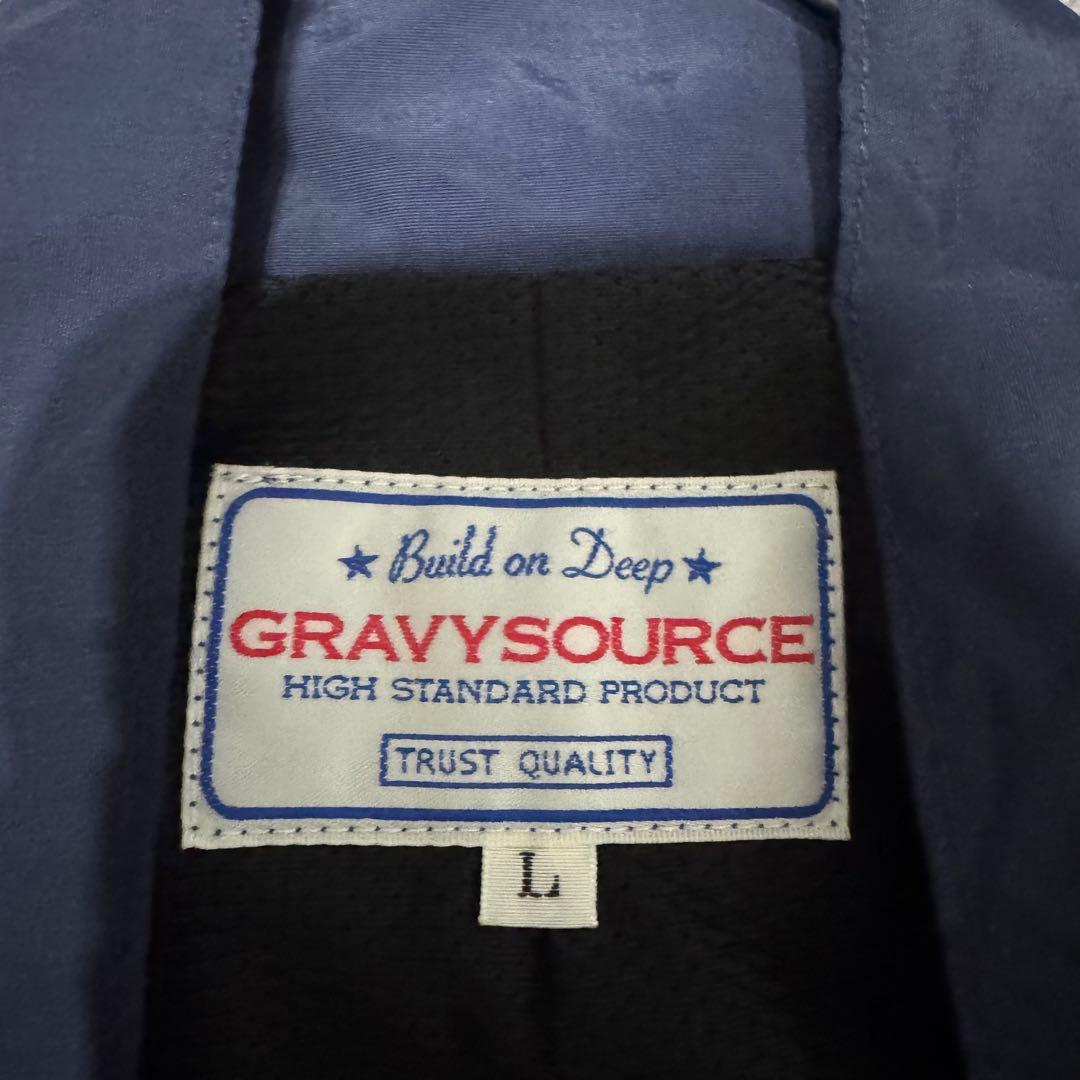 Build on Deep
GRAVYSOURCE
HIGH STANDARD PRODUCT
TRUST QUALITY
L